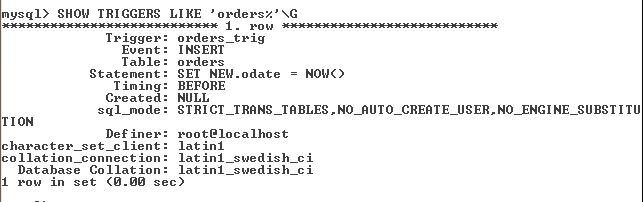 mysql> SHOW TRIGGERS LIKE 'orders%'\G
*************************** 1. row ***************************
Trigger: orders_trig
Event: INSERT
Table: orders
Statement: SET NEW.odate = NOW()
Timing: BEFORE
Created: NULL
sql_mode: STRICT_TRANS_TABLES,NO_AUTO_CREATE_USER,NO_ENGINE_SUBSTITU
TION
Definer: root@localhost
character_set_client: latin1
collation_connection: latin1_swedish_ci
Database Collation: latin1_swedish_ci
1 row in set (0.00 sec)